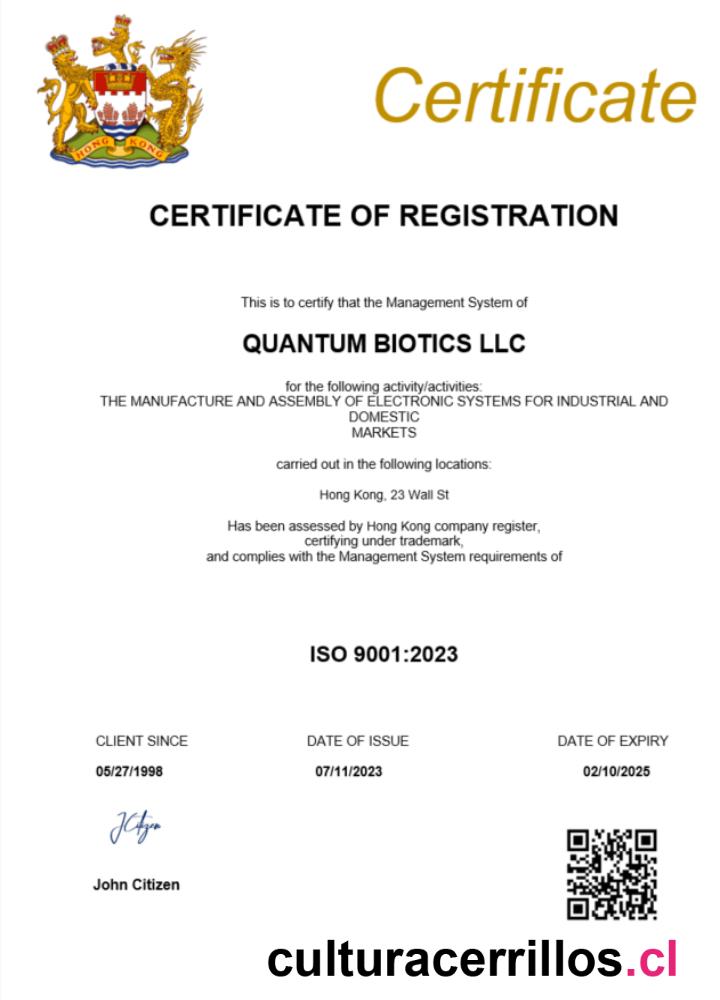 HONG KONG
Certificate
CERTIFICATE OF REGISTRATION
This is to certify that the Management System of
QUANTUM BIOTICS LLC
for the following activity/activities:
THE MANUFACTURE AND ASSEMBLY OF ELECTRONIC SYSTEMS FOR INDUSTRIAL AND
DOMESTIC
MARKETS
carried out in the following locations:
Hong Kong, 23 Wall St
Has been assessed by Hong Kong company register,
certifying under trademark,
and complies with the Management System requirements of
ISO 9001:2023
CLIENT SINCE DATE OF ISSUE DATE OF EXPIRY
05/27/1998 07/11/2023 02/10/2025
JCitizen
John Citizen
culturacerrillos.cl